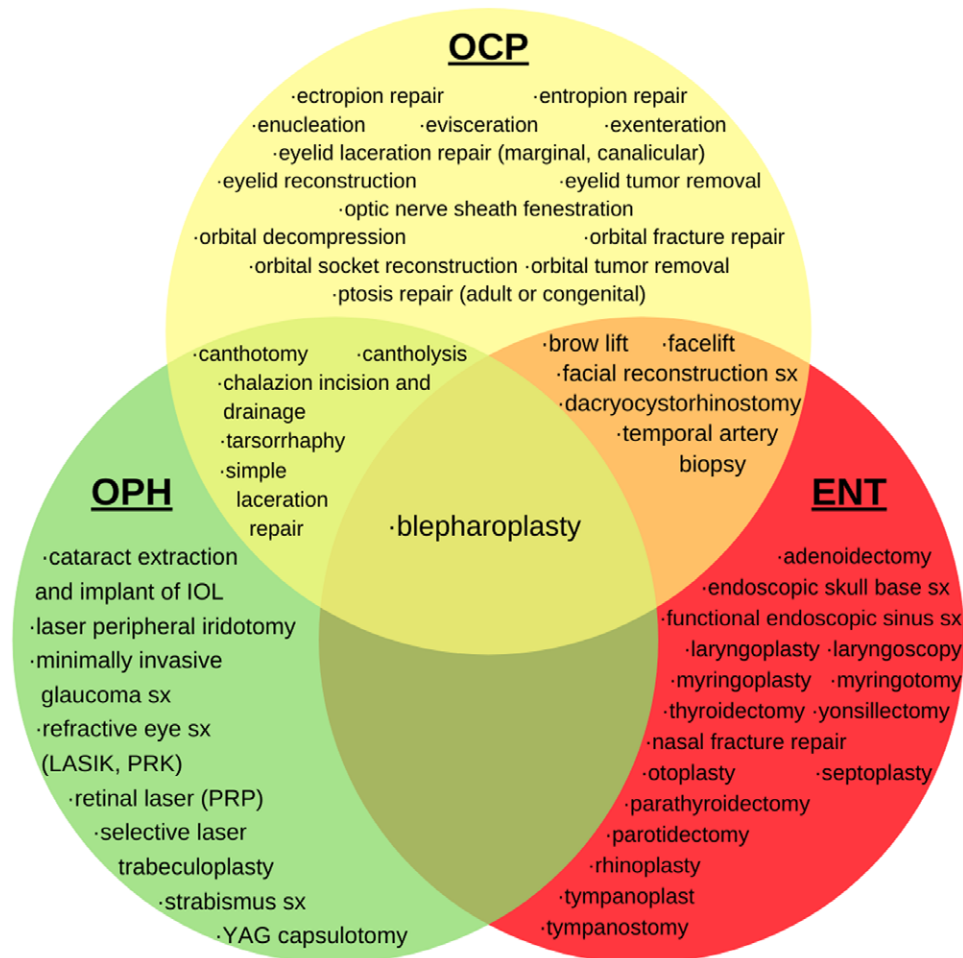 OCP
·ectropion repair ·entropion repair
·enucleation ·evisceration ·exenteration
·eyelid laceration repair (marginal, canalicular)
·eyelid reconstruction ·eyelid tumor removal
·optic nerve sheath fenestration
·orbital decompression ·orbital fracture repair
·orbital socket reconstruction ·orbital tumor removal
·ptosis repair (adult or congenital)
·canthotomy ·cantholysis
·chalazion incision and
drainage
·tarsorrhaphy
·simple
laceration
repair
·brow lift ·facelift
·facial reconstruction sx
·dacryocystorhinostomy
·temporal artery
biopsy
·blepharoplasty
OPH
·cataract extraction
and implant of IOL
·laser peripheral iridotomy
·minimally invasive
glaucoma sx
·refractive eye sx
(LASIK, PRK)
·retinal laser (PRP)
·selective laser
trabeculoplasty
·strabismus sx
·YAG capsulotomy
ENT
·adenoidectomy
·endoscopic skull base sx
·functional endoscopic sinus sx
·laryngoplasty ·laryngoscopy
·myringoplasty ·myringotomy
·thyroidectomy ·yonsillectomy
·nasal fracture repair
·otoplasty ·septoplasty
·parathyroidectomy
·parotidectomy
·rhinoplasty
·tympanoplast
·tympanostomy